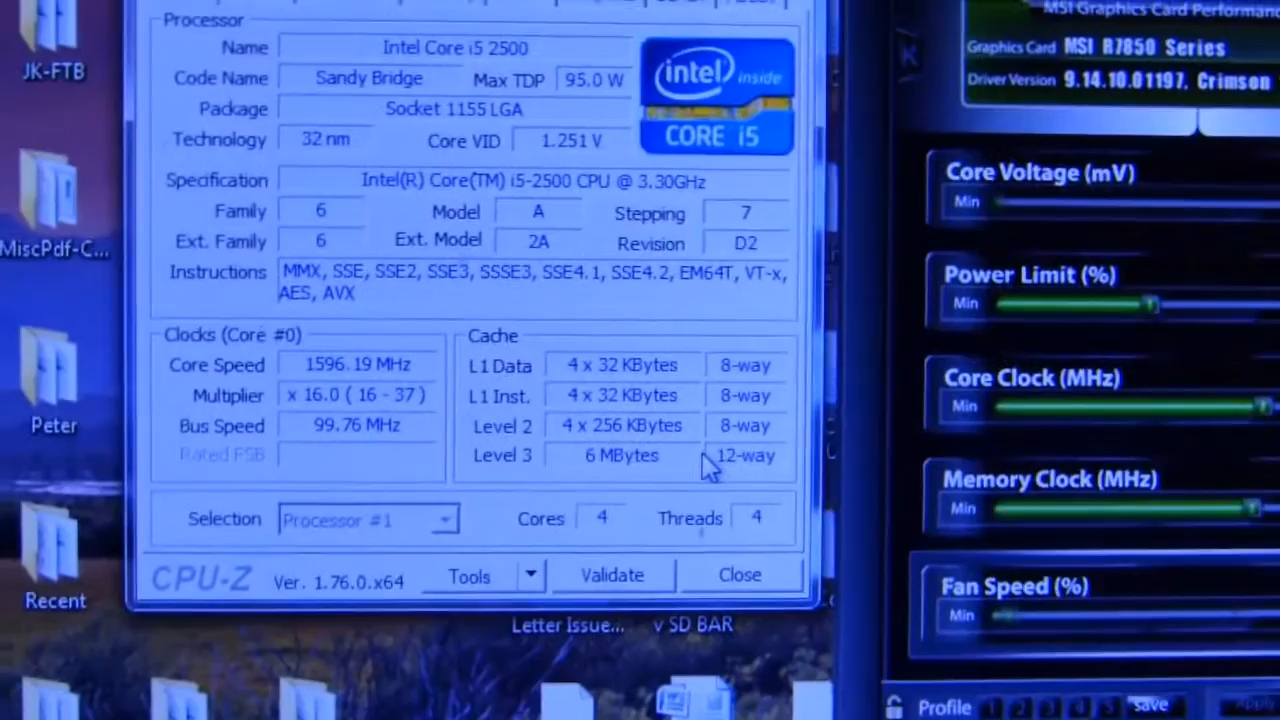 JK-FTB
MiscPdf-C...
Peter
Recent
Processor
Name Intel Core i5 2500
Code Name Sandy Bridge Max TDP 95.0 W
Package Socket 1155 LGA
Technology 32 nm Core VID 1.251 V
intel inside
CORE i5
Specification Intel(R) Core(TM) i5-2500 CPU @ 3.30GHz
Family 6 Model A Stepping 7
Ext. Family 6 Ext. Model 2A Revision D2
Instructions MMX, SSE, SSE2, SSE3, SSSE3, SSE4.1, SSE4.2, EM64T, VT-x,
AES, AVX
Clocks (Core #0)
Core Speed 1596.19 MHz
Multiplier x 16.0 ( 16 - 37 )
Bus Speed 99.76 MHz
Rated FSB
Cache
L1 Data 4 x 32 KBytes 8-way
L1 Inst. 4 x 32 KBytes 8-way
Level 2 4 x 256 KBytes 8-way
Level 3 6 MBytes 12-way
Selection Processor #1 Cores 4 Threads 4
CPU-Z Ver. 1.76.0.x64 Tools Validate Close
Letter Issue... v SD BAR
MSI Graphics Card Performan
Graphics Card MSI R7850 Series
Driver Version 9.14.10.01197, Crimson
K
Core Voltage (mV)
Min
Power Limit (%)
Min
Core Clock (MHz)
Min
Memory Clock (MHz)
Min
Fan Speed (%)
Min
Profile 1 2 3 4 5 save Apply